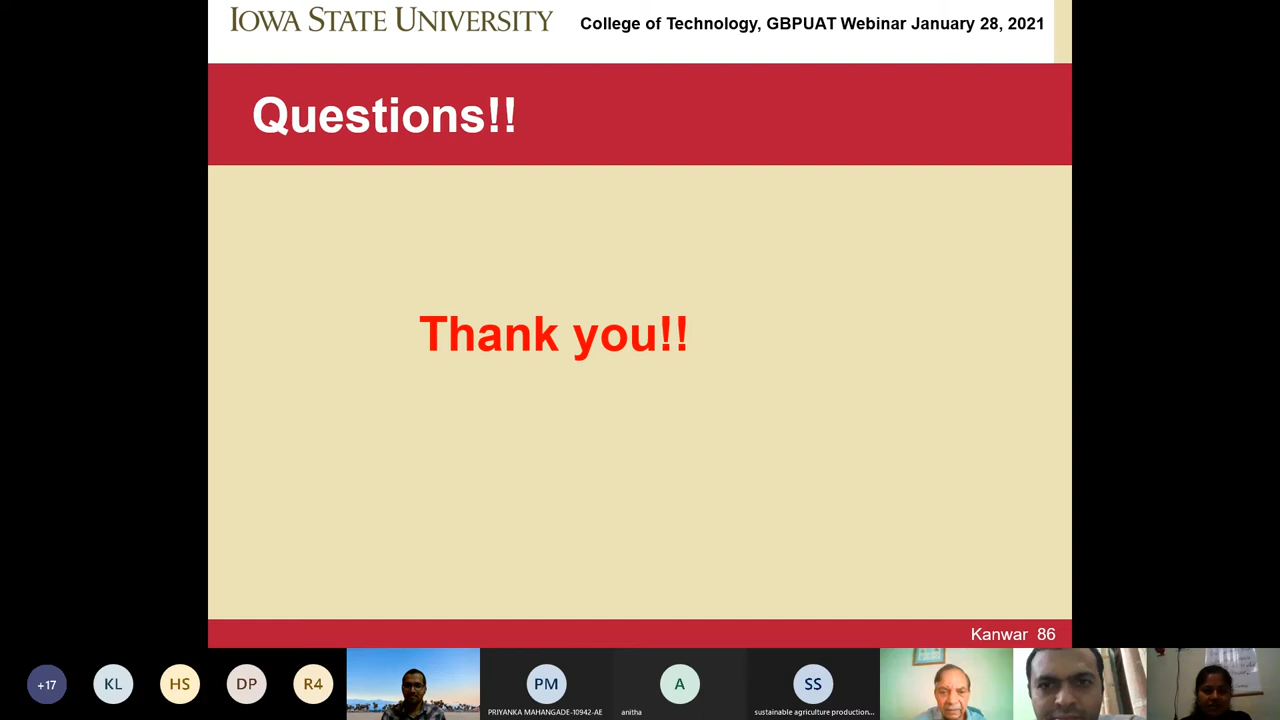 IOWA STATE UNIVERSITY
College of Technology, GBPUAT Webinar January 28, 2021
Questions!!
Thank you!!
Kanwar 86
+17
KL
HS
DP
R4
PM
A
SS
PRIYANKA MAHANGADE-10942-AE
anitha
sustainable agriculture production...